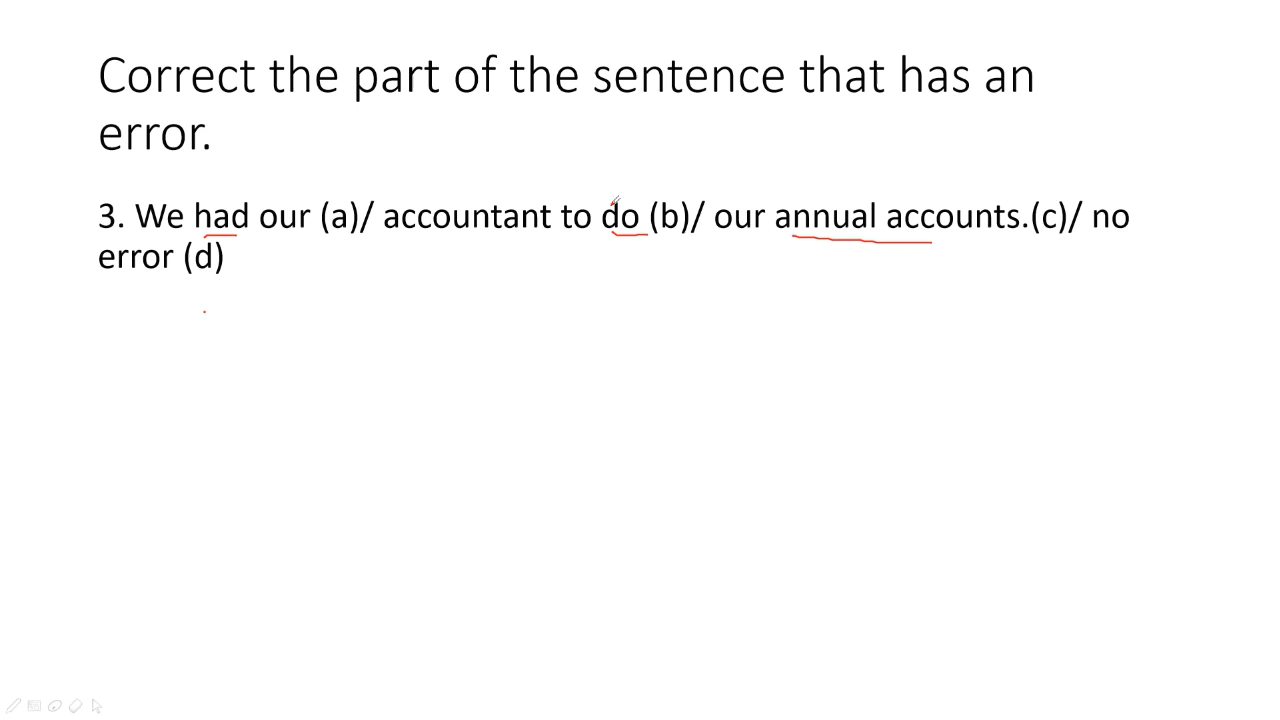 Correct the part of the sentence that has an
error.
3. We had our (a)/ accountant to do (b)/ our annual accounts.(c)/ no
error (d)